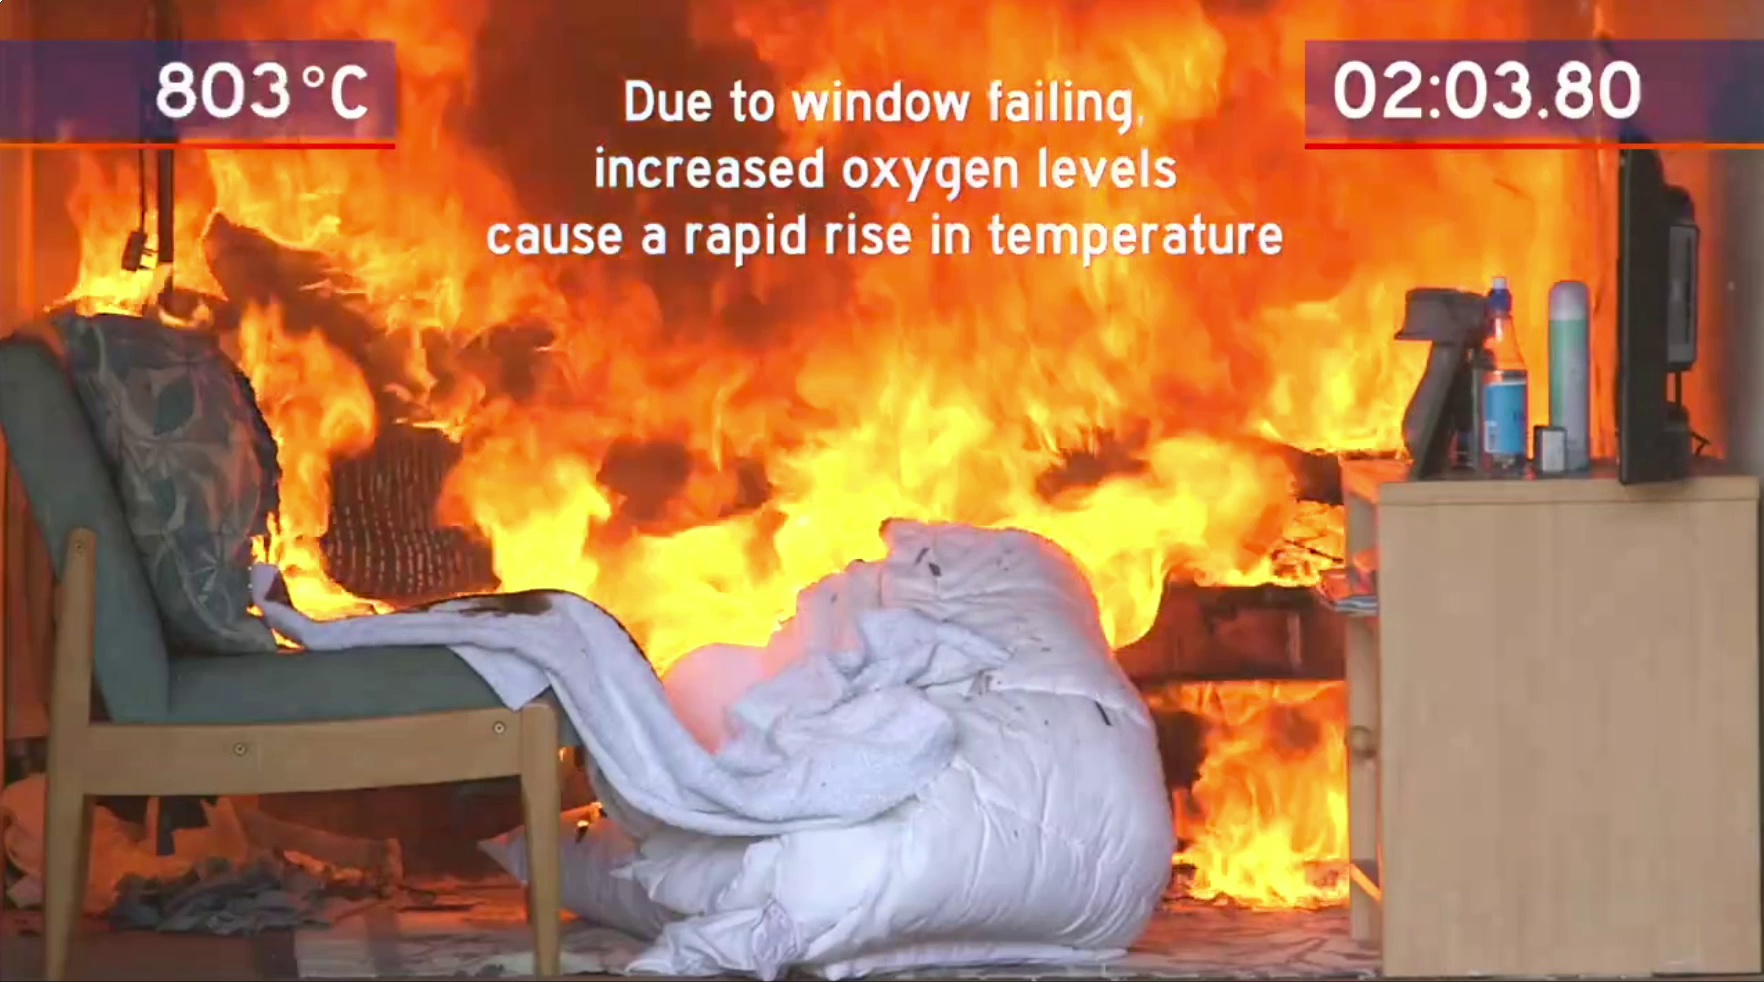 803°C
02:03.80
Due to window failing,
increased oxygen levels
cause a rapid rise in temperature